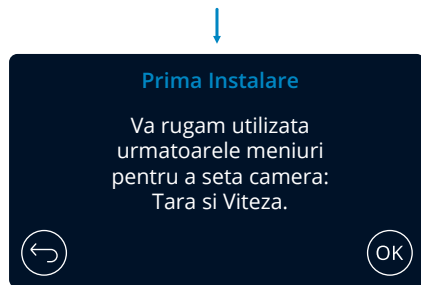 Prima Instalare
Va rugam utilizata
urmatoarele meniuri
pentru a seta camera:
Tara si Viteza.
OK